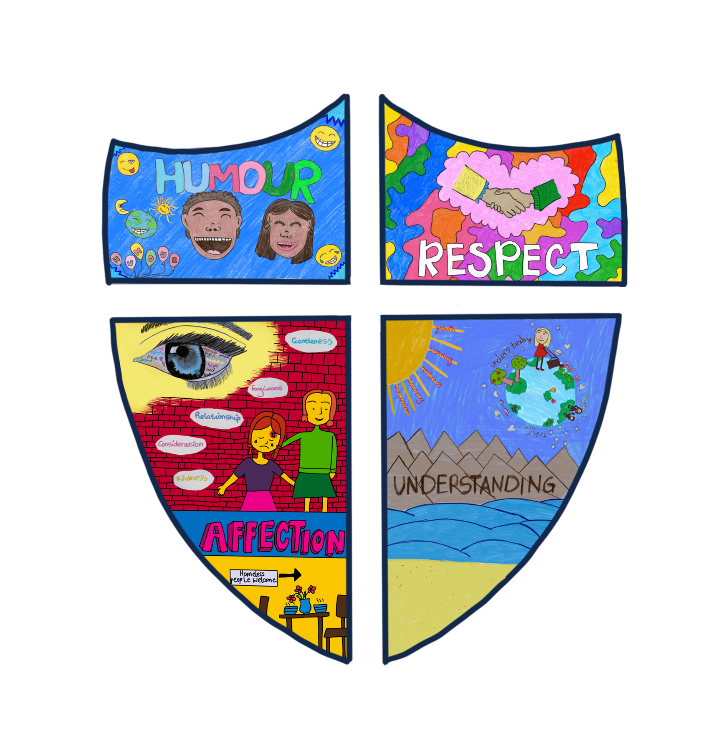 HUMOUR
RESPECT
Gentleness
Forgiveness
Relationship
Consideration
Kindness
AFFECTION
Homeless
people welcome
UNDERSTANDING